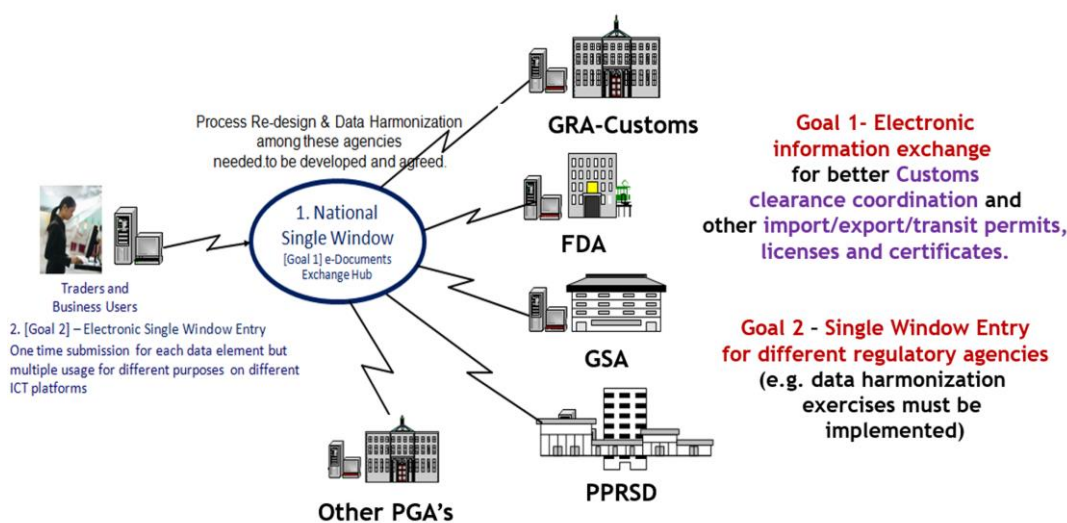 Process Re-design & Data Harmonization
among these agencies
needed.to be developed and agreed.
GRA-Customs
1. National
Single Window
[Goal 1] e-Documents
Exchange Hub
FDA
Traders and
Business Users
2. [Goal 2] – Electronic Single Window Entry
One time submission for each data element but
multiple usage for different purposes on different
ICT platforms
GSA
PPRSD
Other PGA's
Goal 1- Electronic
information exchange
for better Customs
clearance coordination and
other import/export/transit permits,
licenses and certificates.
Goal 2 - Single Window Entry
for different regulatory agencies
(e.g. data harmonization
exercises must be
implemented)